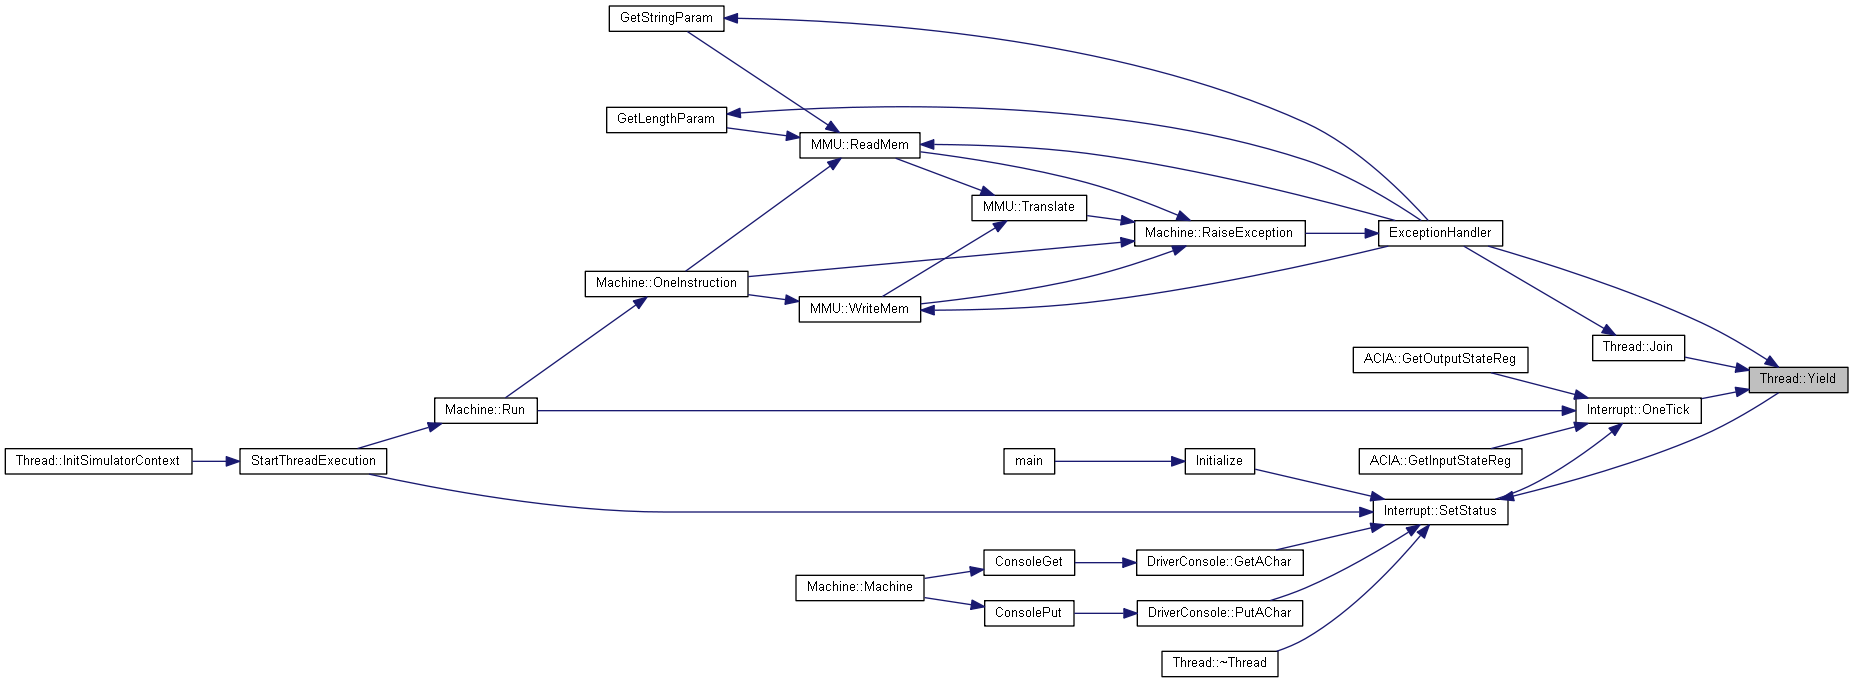 GetStringParam
GetLengthParam
MMU::ReadMem
MMU::Translate
Machine::RaiseException
ExceptionHandler
Machine::OneInstruction
MMU::WriteMem
Thread::Join
ACIA::GetOutputStateReg
Thread::Yield
Machine::Run
Interrupt::OneTick
Thread::InitSimulatorContext
StartThreadExecution
main
Initialize
ACIA::GetInputStateReg
Interrupt::SetStatus
ConsoleGet
DriverConsole::GetAChar
Machine::Machine
ConsolePut
DriverConsole::PutAChar
Thread::~Thread